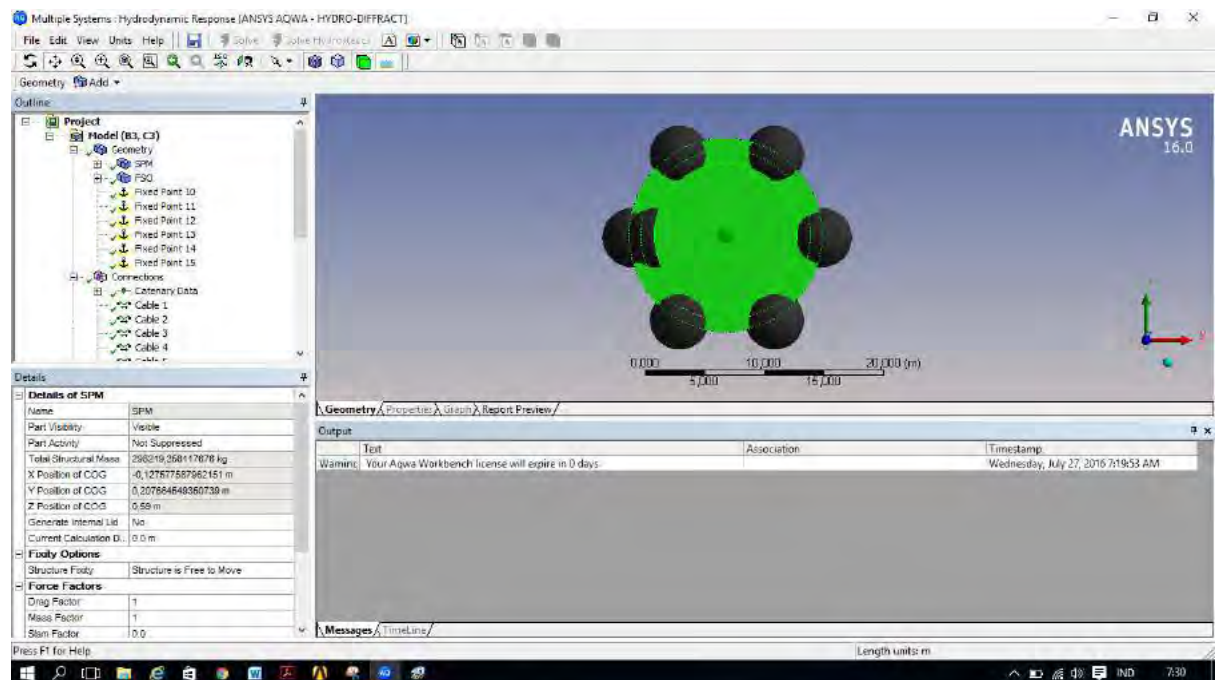 Multiple Systems : Hydrodynamic Response [ANSYS AQWA - HYDRO-DIFFRACT]
File Edit View Units Help Solve
Geometry Add
Outline
Project
Model (B3, C3)
Geometry
SPM
FSO
Fixed Point 10
Fixed Point 11
Fixed Point 12
Fixed Point 13
Fixed Point 14
Fixed Point 15
Connections
Catenary Data
Cable 1
Cable 2
Cable 3
Cable 4
ANSYS
16.0
0,000 10,000 20,000 (m)
5,000 15,000
Details
Details of SPM
Name SPM
Part Visibility Visible
Part Activity Not Suppressed
Total Structural Mass kg
X Position of COG m
Y Position of COG m
Z Position of COG 0,59 m
Generate Internal Lid No
Current Calculation D... 0.0 m
Fixity Options
Structure Fixity Structure is Free to Move
Force Factors
Drag Factor 1
Mass Factor 1
Slam Factor 0.0
Geometry Properties Graph Report Preview
Output
Text Association Timestamp
Warning Your Aqwa Workbench license will expire in 0 days Wednesday, July 27, 2016 7:19:53 AM
Messages TimeLine
Press F1 for Help Length units: m
IND 7:30